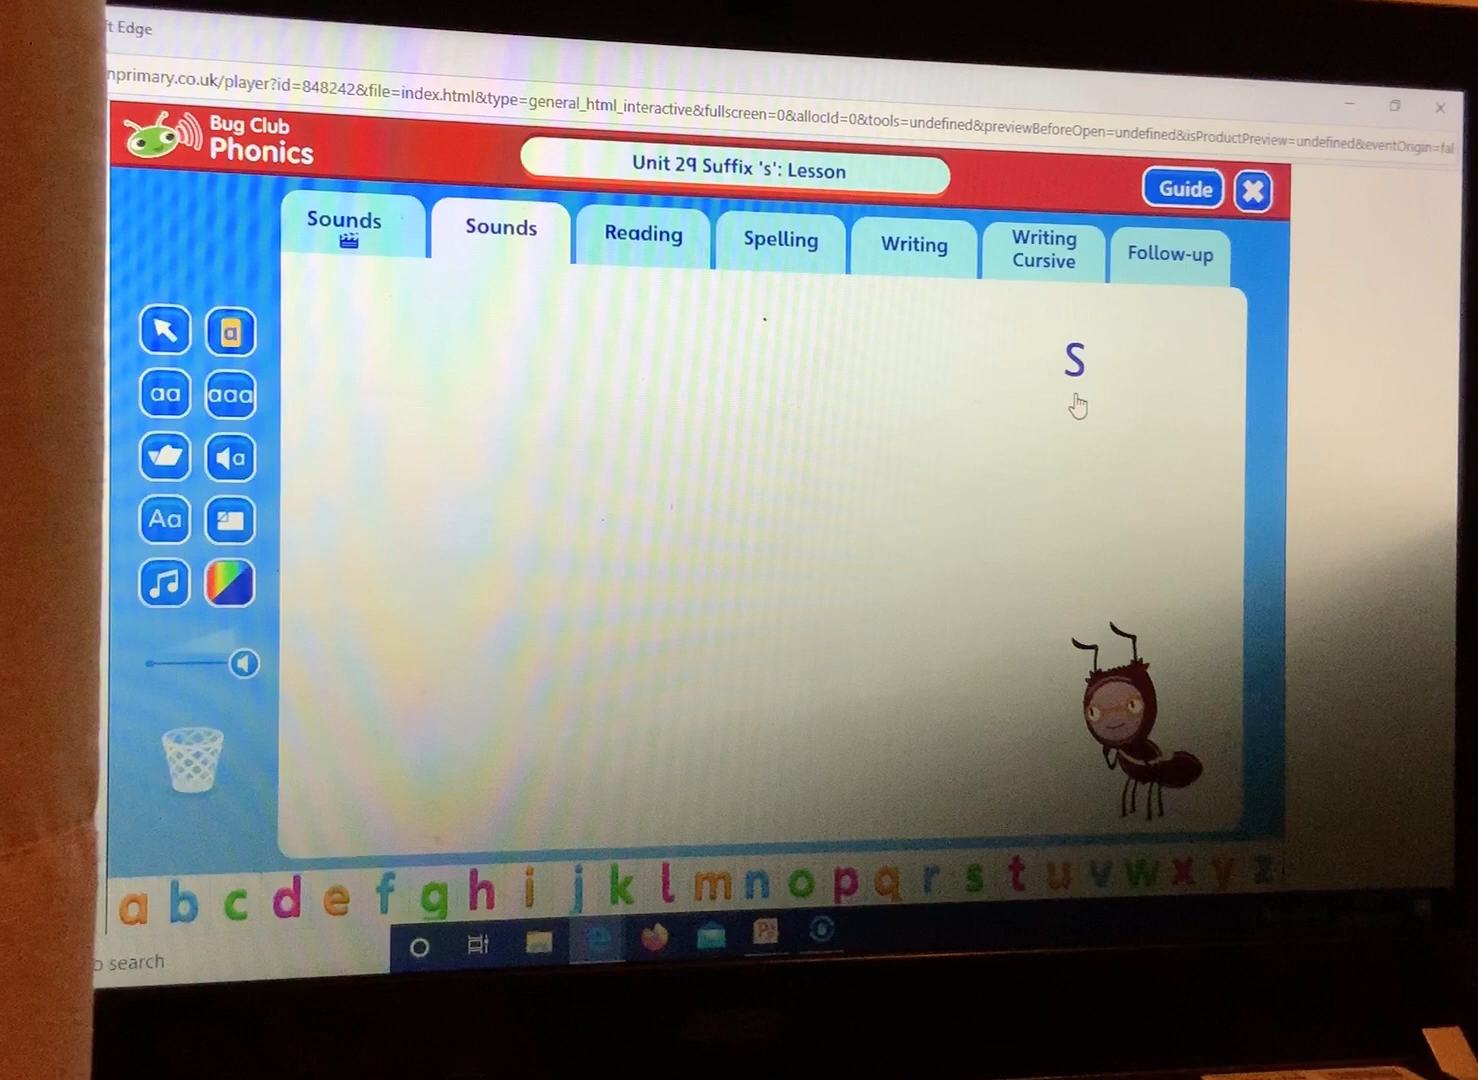 t Edge
nprimary.co.uk/player?id=848242&file=index.html&type=general_html_interactive&fullscreen=0&allocId=0&tools=undefined&previewBeforeOpen=undefined&isProductPreview=undefined&eventOrigin=fal
Bug Club
Phonics
Unit 29 Suffix 's': Lesson
Guide
Sounds
Sounds
Reading
Spelling
Writing
Writing
Cursive
Follow-up
s
a
aa aaa
a
Aa
a b c d e f g h i j k l m n o p q r s t u v w x y z
o search